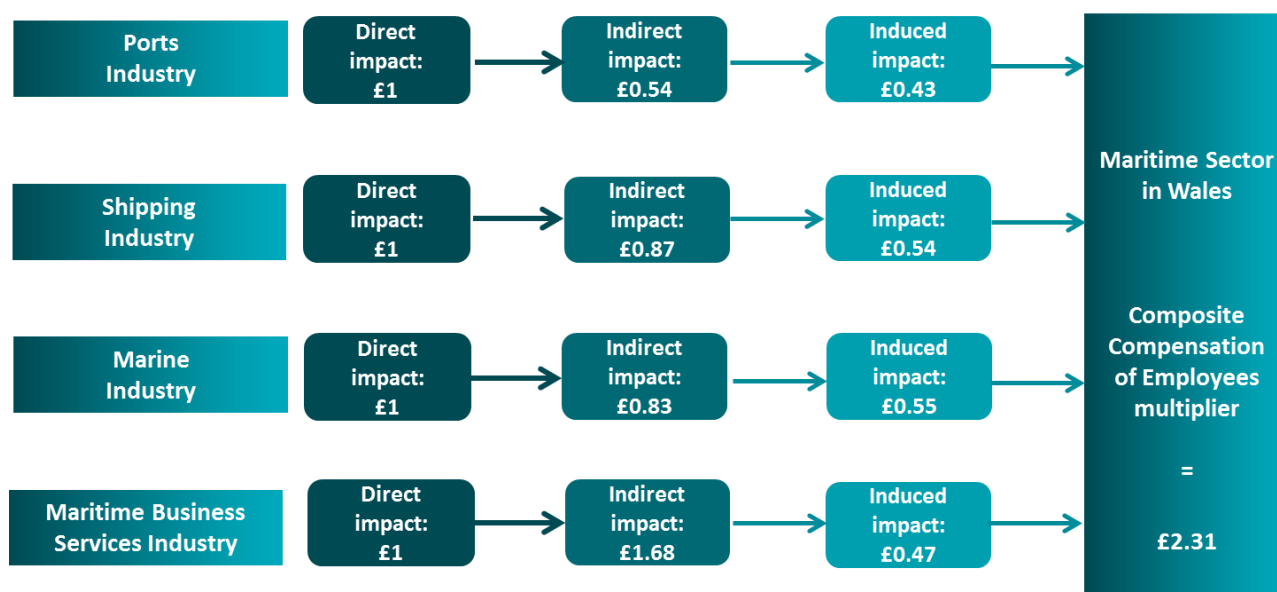 Ports
Industry
Direct
impact:
£1
Indirect
impact:
£0.54
Induced
impact:
£0.43
Shipping
Industry
Direct
impact:
£1
Indirect
impact:
£0.87
Induced
impact:
£0.54
Marine
Industry
Direct
impact:
£1
Indirect
impact:
£0.83
Induced
impact:
£0.55
Maritime Business
Services Industry
Direct
impact:
£1
Indirect
impact:
£1.68
Induced
impact:
£0.47
Maritime Sector
in Wales
Composite
Compensation
of Employees
multiplier
=
£2.31